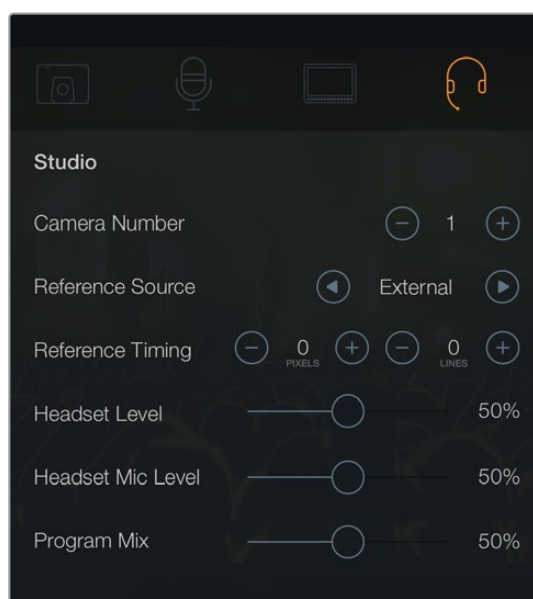 Studio
Camera Number 1
Reference Source External
Reference Timing 0 PIXELS 0 LINES
Headset Level 50%
Headset Mic Level 50%
Program Mix 50%